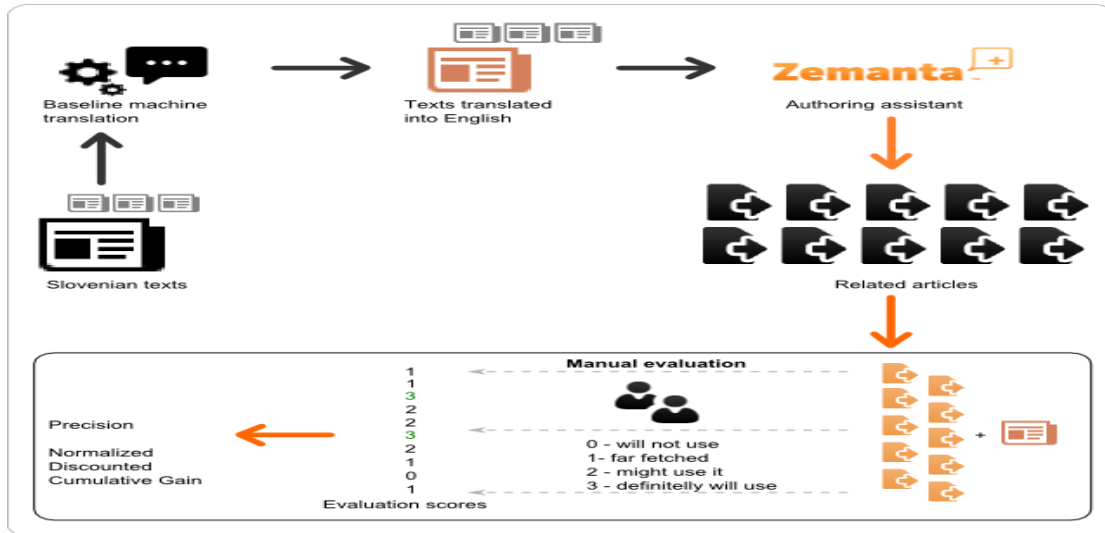 Baseline machine
translation
Texts translated
into English
Zemanta
+
Authoring assistant
Slovenian texts
Related articles
Manual evaluation
1
1
3
2
2
3
2
1
0
1
Evaluation scores
0 - will not use
1- far fetched
2 - might use it
3 - definitelly will use
+
Precision
Normalized
Discounted
Cumulative Gain